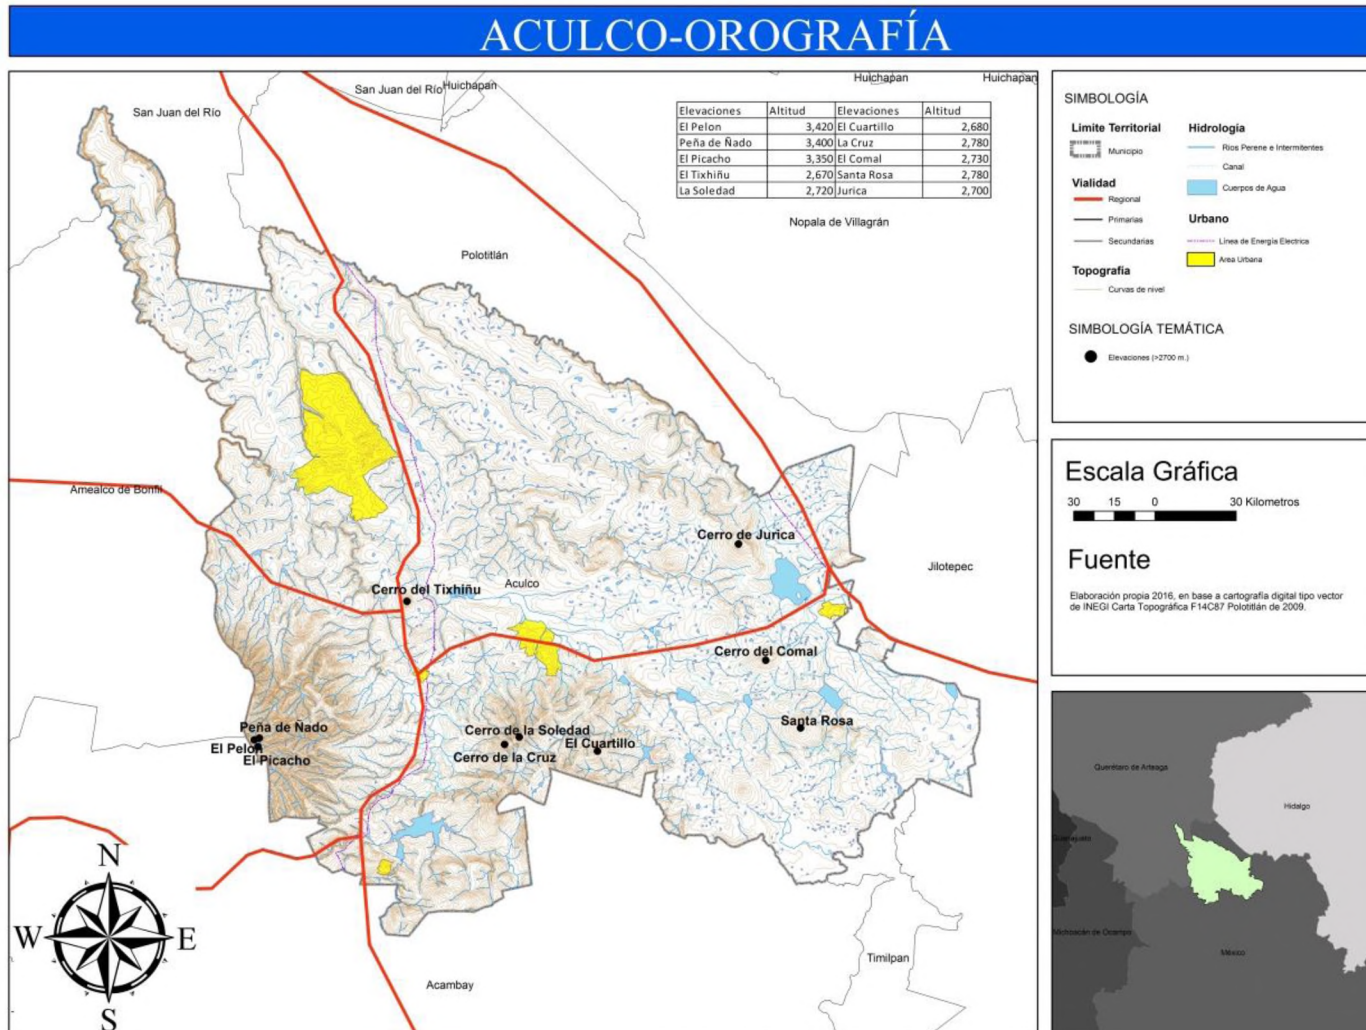 ACULCO-OROGRAFÍA
San Juan del Río
San Juan del Río
Huichapan
Huichapan
Huichapan
Elevaciones Altitud Elevaciones Altitud
El Pelon 3,420 El Cuartillo 2,680
Peña de Ñado 3,400 La Cruz 2,780
El Picacho 3,350 El Comal 2,730
El Tixhiñu 2,670 Santa Rosa 2,780
La Soledad 2,720 Jurica 2,700
Nopala de Villagrán
Polotitlán
Amealco de Bonfil
Cerro de Jurica
Jilotepec
Aculco
Cerro del Tixhiñu
Cerro del Comal
Santa Rosa
Peña de Ñado
El Pelon
El Picacho
Cerro de la Soledad
El Cuartillo
Cerro de la Cruz
Timilpan
Acambay
N
W E
S
SIMBOLOGÍA
Limite Territorial
Municipio
Vialidad
Regional
Primarias
Secundarias
Topografía
Curvas de nivel
Hidrología
Rios Perene e Intermitentes
Canal
Cuerpos de Agua
Urbano
Línea de Energía Electrica
Area Urbana
SIMBOLOGÍA TEMÁTICA
Elevaciones (>2700 m.)
Escala Gráfica
30 15 0 30 Kilometros
Fuente
Elaboración propia 2016, en base a cartografía digital tipo vector
de INEGI Carta Topográfica F14C87 Polotitlán de 2009.
Querétaro de Arteaga
Hidalgo
Guanajuato
Michoacán de Ocampo
México